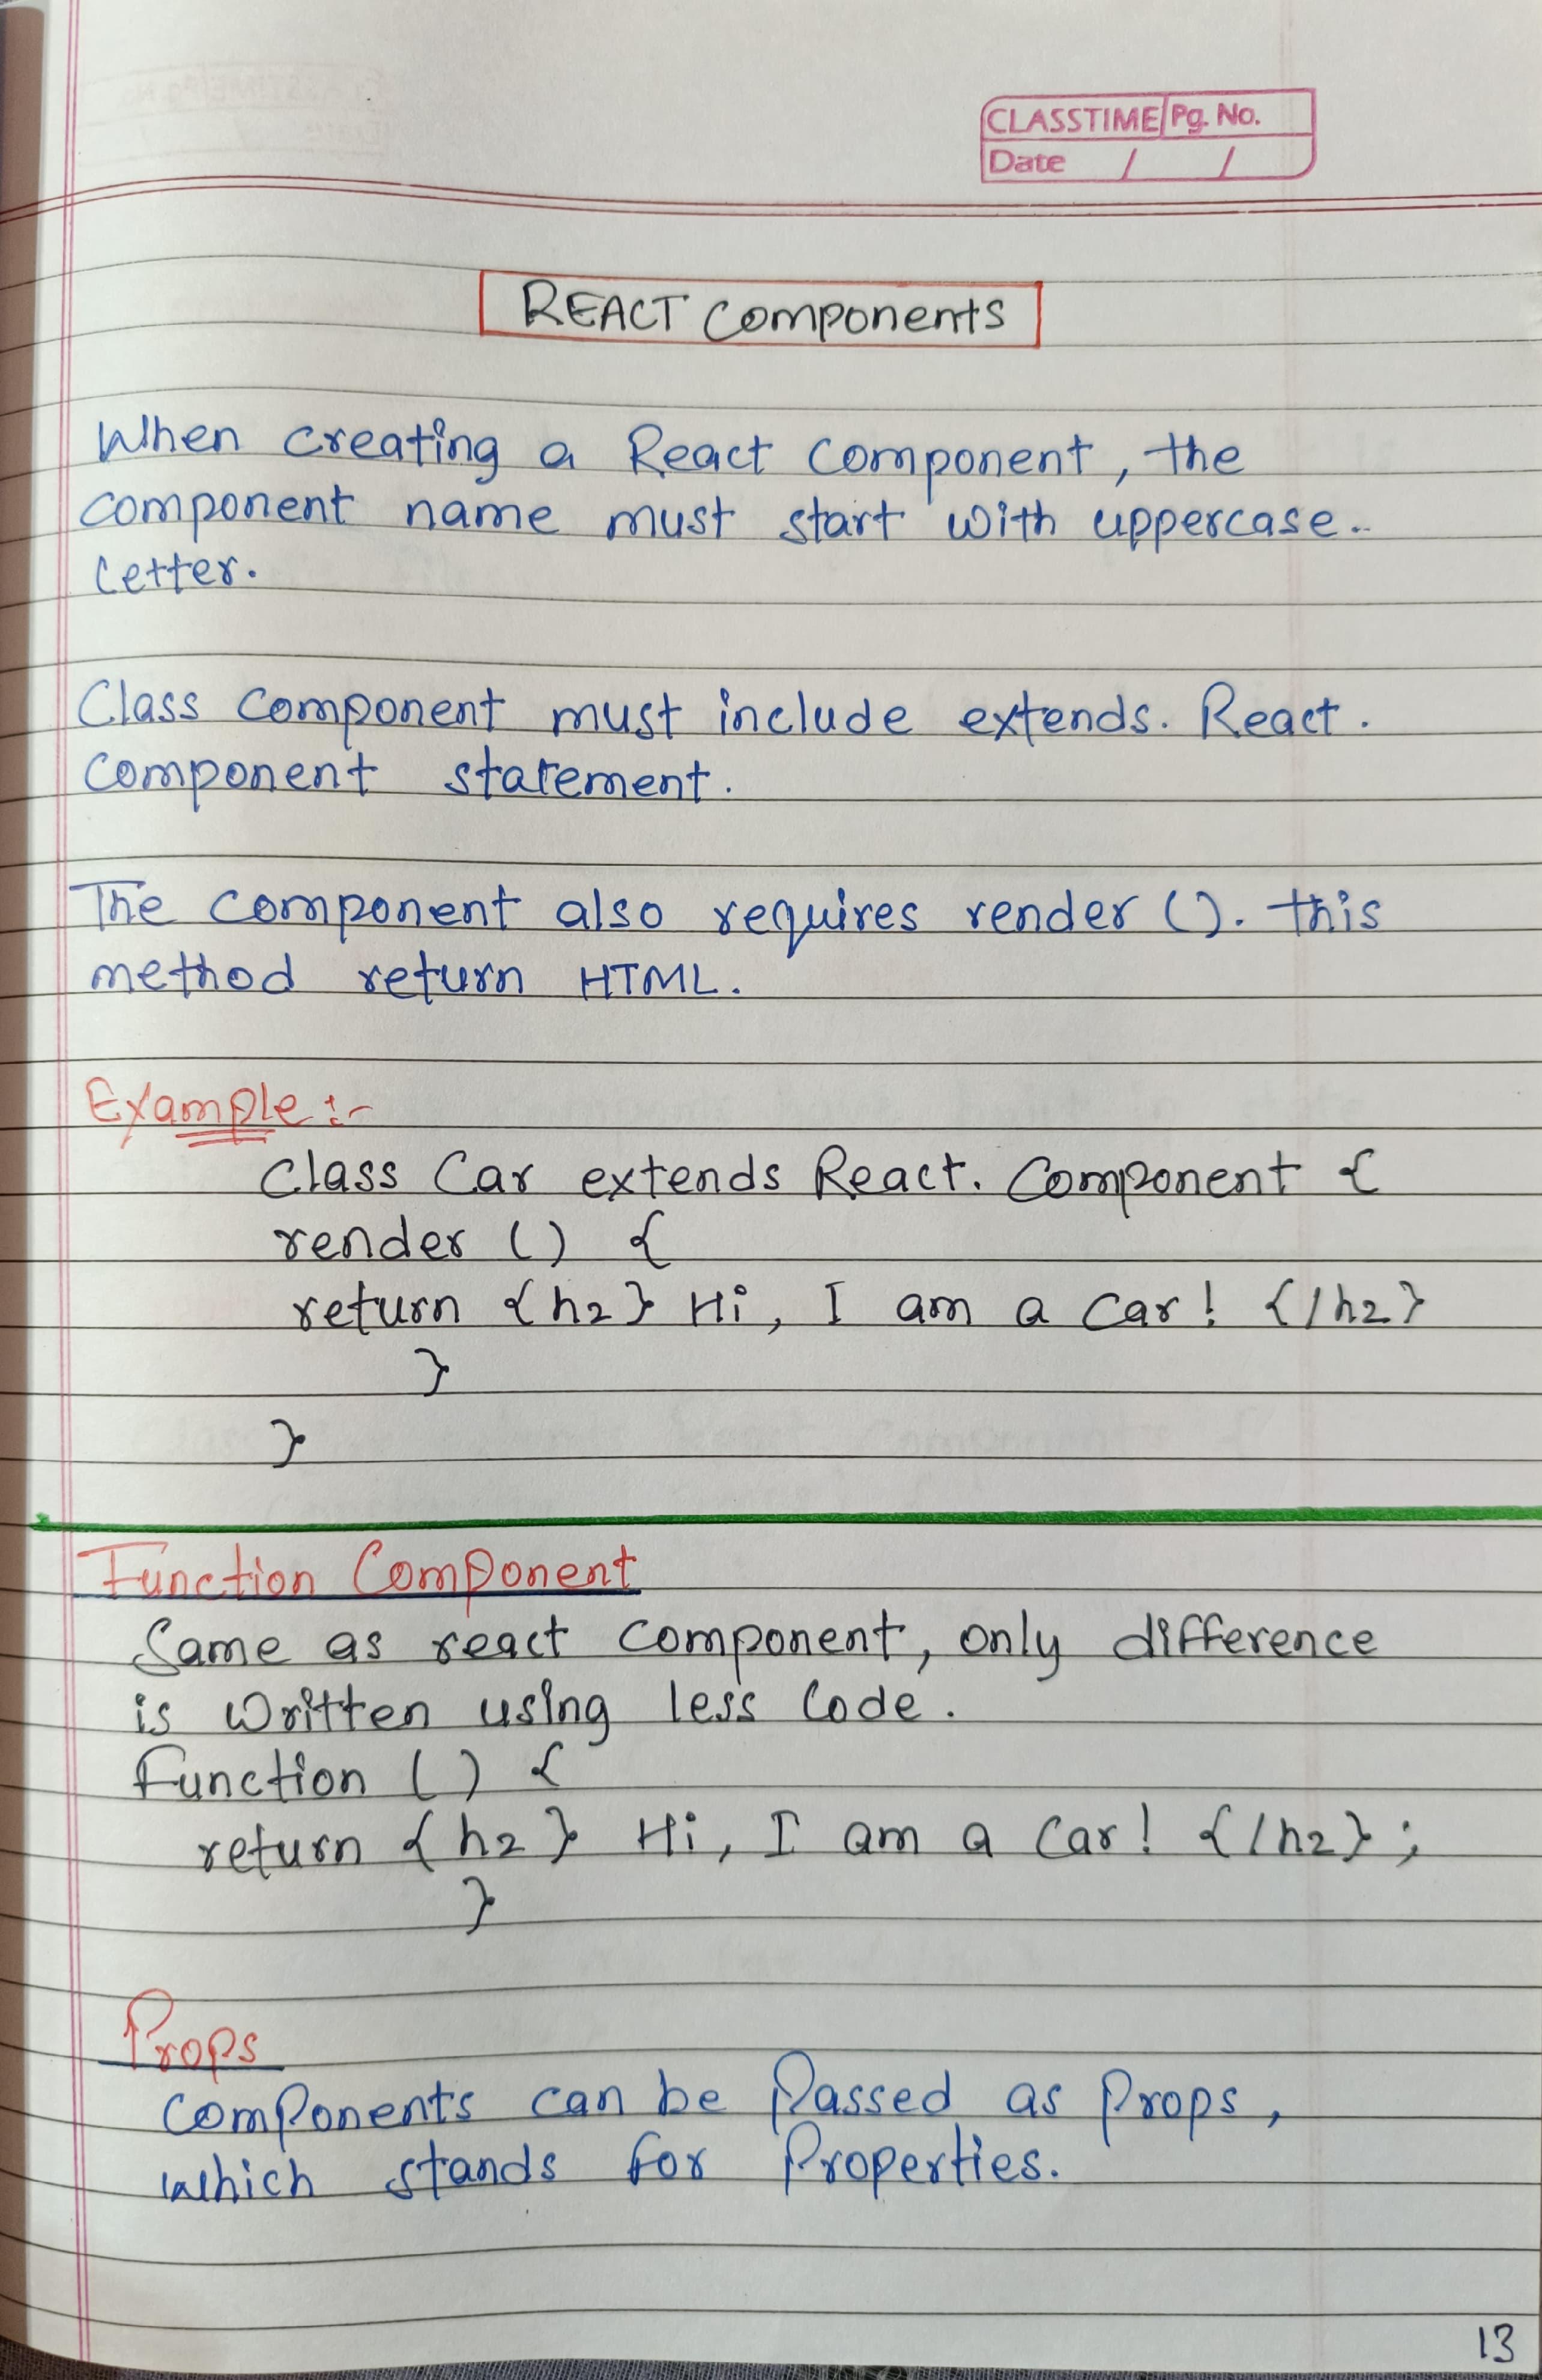 CLASSTIME Pg. No.
Date / /
REACT Components
When creating a React Component, the
component name must start with uppercase..
letter.
Class Component must include extends. React.
Component statement.
The component also requires render (). this
method return HTML.
Example :-
Class Car extends React. Component {
render () {
return {h2} Hi, I am a Car! {/h2}
}
}
Function Component
Same as react component, only difference
is written using less Code.
Function () {
return {h2} Hi, I am a Car! {/h2};
}
Props
Components can be Passed as Props,
which stands for Properties.
13